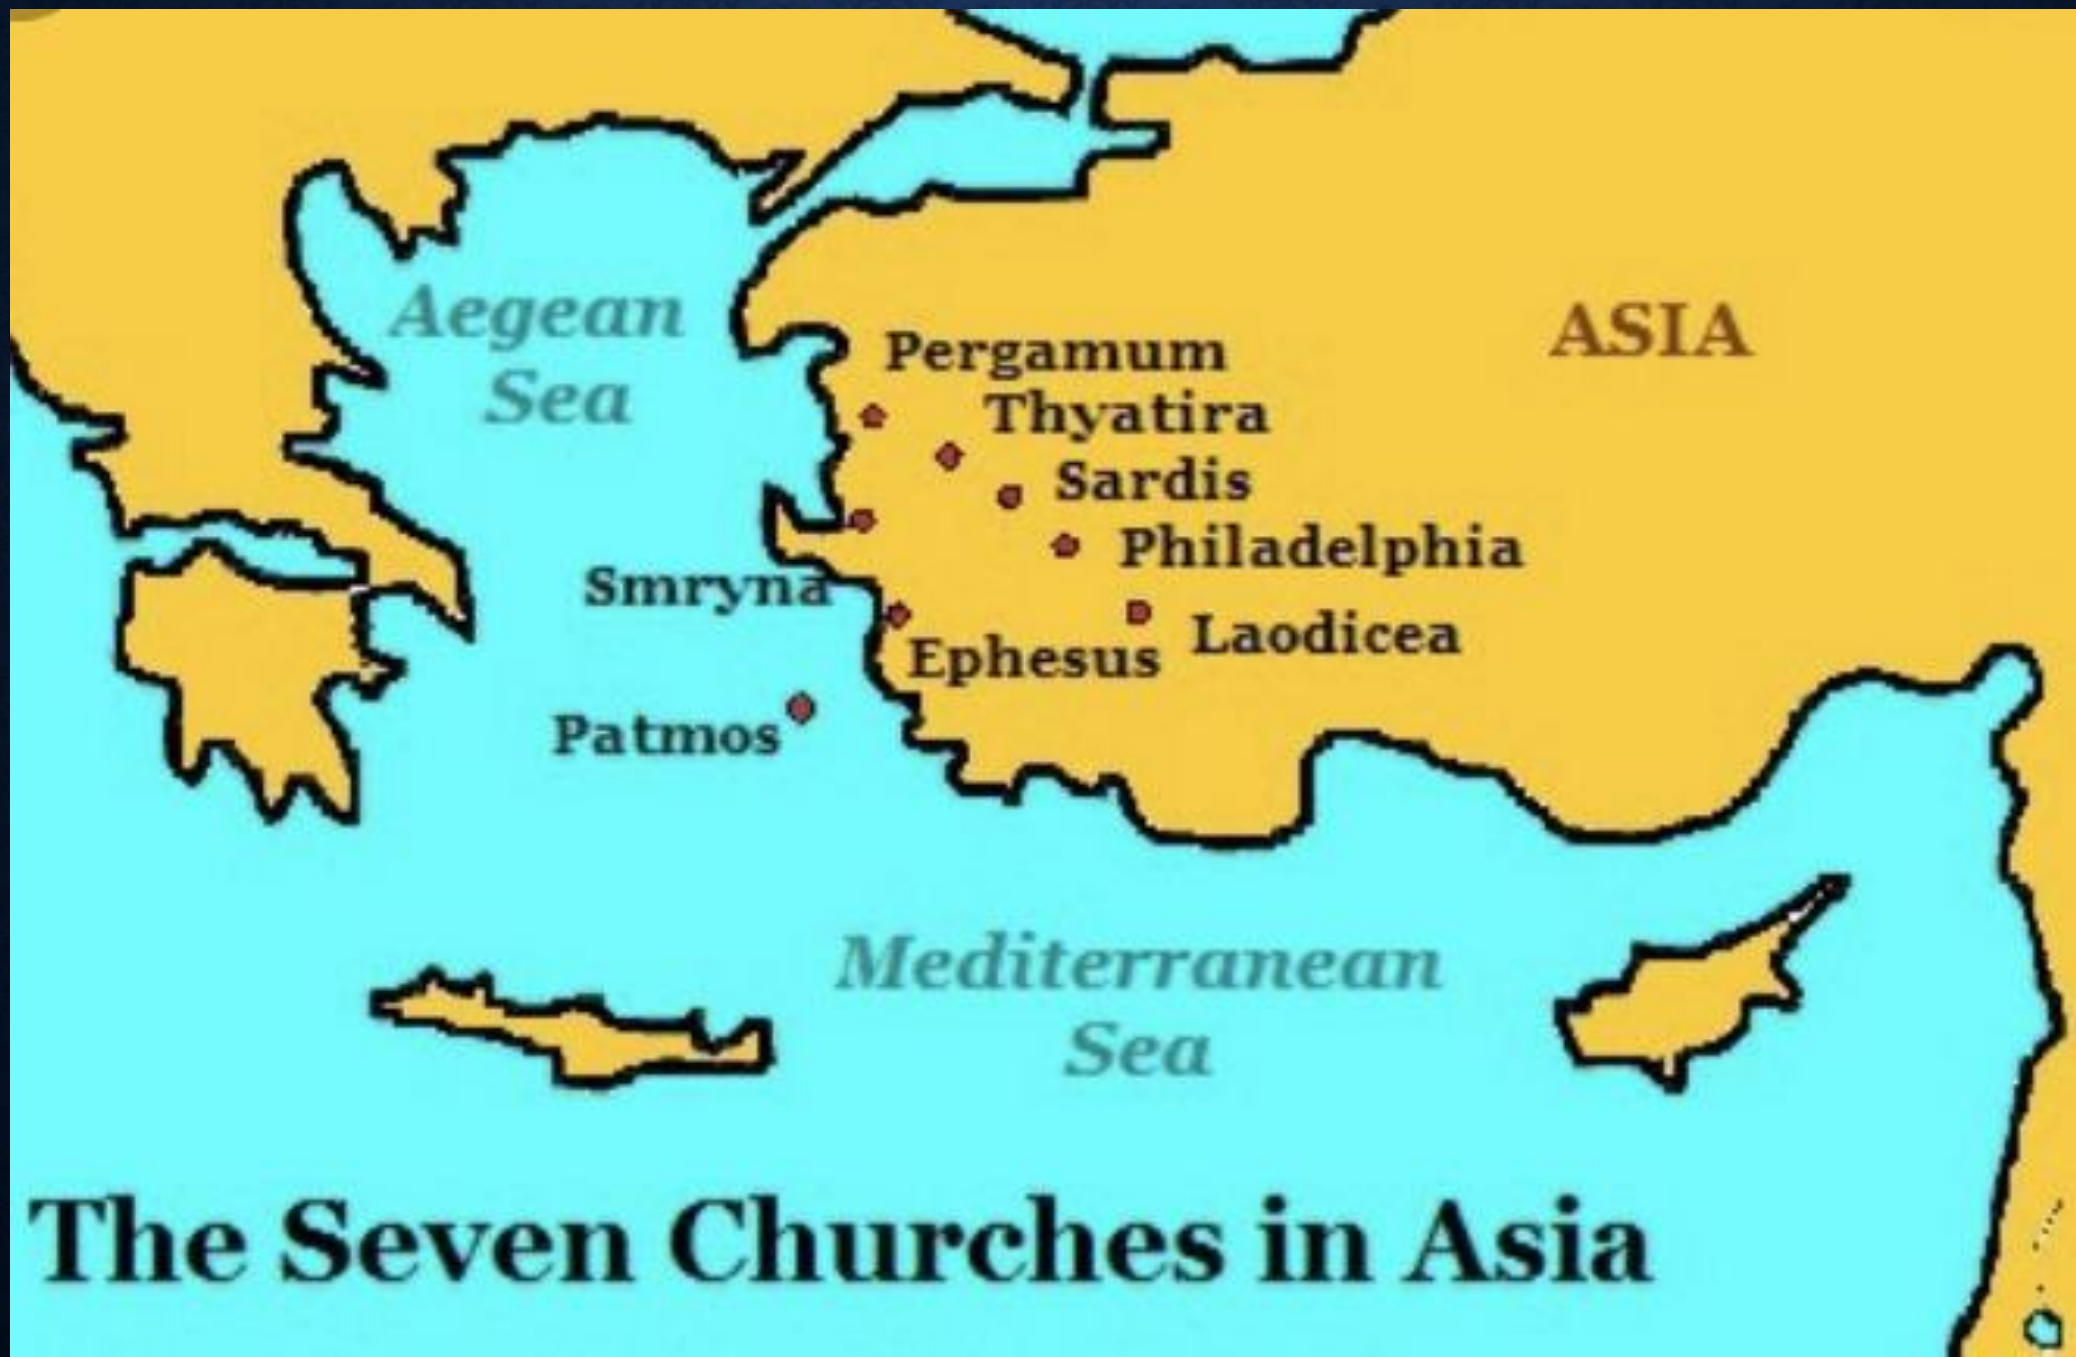 Aegean
Sea
ASIA
Pergamum
Thyatira
Sardis
Philadelphia
Smryna
Laodicea
Ephesus
Patmos
Mediterranean
Sea
The Seven Churches in Asia